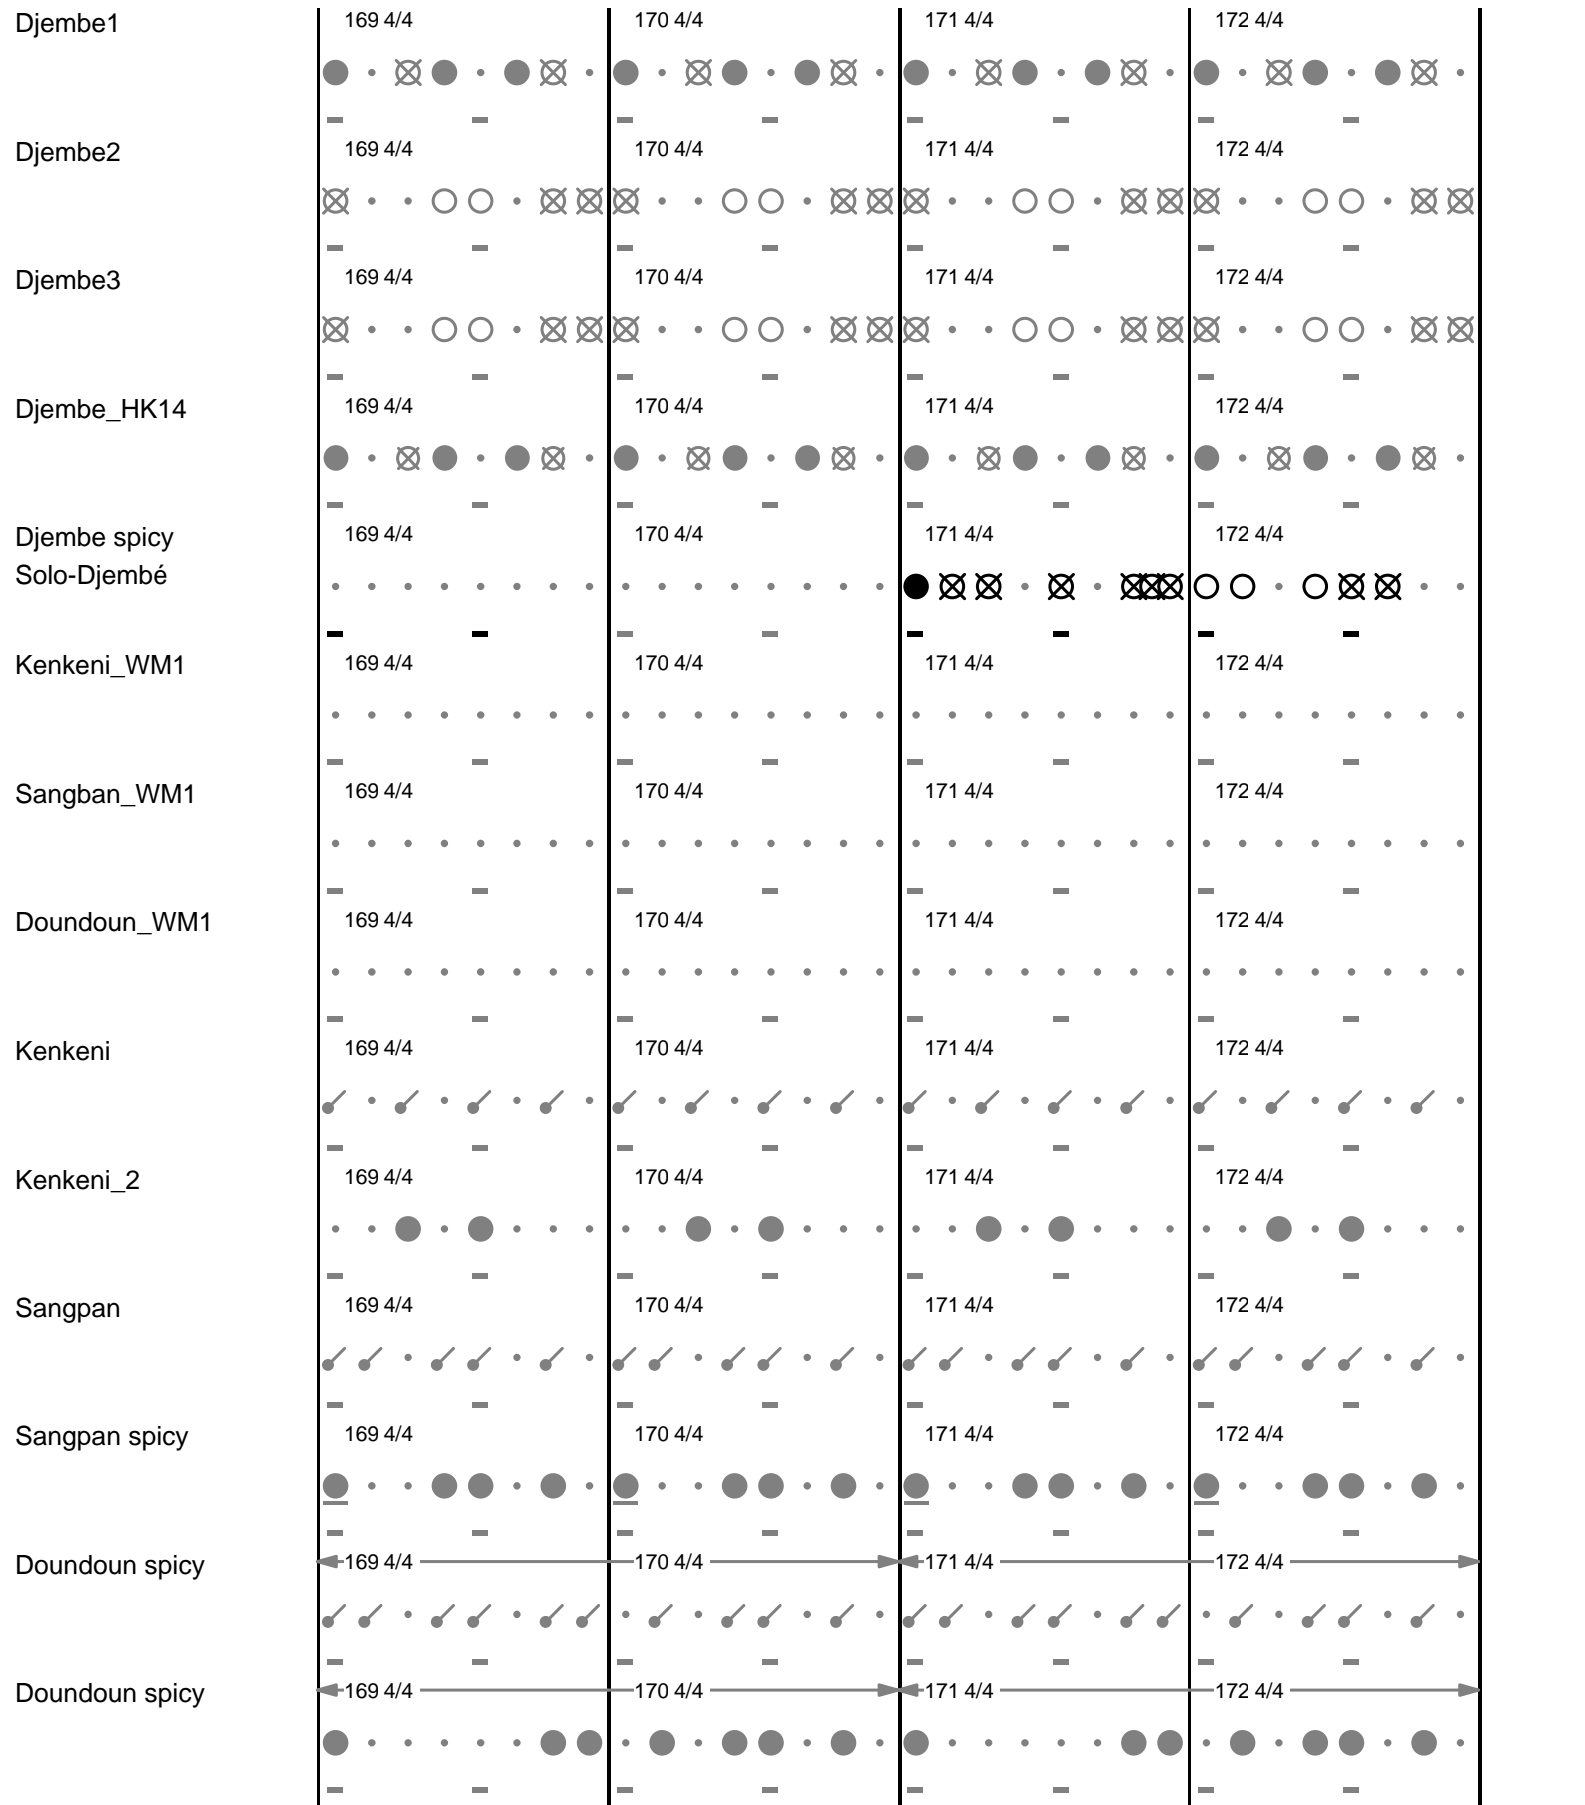 Djembe1 169 4/4 170 4/4 171 4/4 172 4/4
Djembe2 169 4/4 170 4/4 171 4/4 172 4/4
Djembe3 169 4/4 170 4/4 171 4/4 172 4/4
Djembe_HK14 169 4/4 170 4/4 171 4/4 172 4/4
Djembe spicy 169 4/4 170 4/4 171 4/4 172 4/4
Solo-Djembé
Kenkeni_WM1 169 4/4 170 4/4 171 4/4 172 4/4
Sangban_WM1 169 4/4 170 4/4 171 4/4 172 4/4
Doundoun_WM1 169 4/4 170 4/4 171 4/4 172 4/4
Kenkeni 169 4/4 170 4/4 171 4/4 172 4/4
Kenkeni_2 169 4/4 170 4/4 171 4/4 172 4/4
Sangpan 169 4/4 170 4/4 171 4/4 172 4/4
Sangpan spicy 169 4/4 170 4/4 171 4/4 172 4/4
Doundoun spicy 169 4/4 170 4/4 171 4/4 172 4/4
Doundoun spicy 169 4/4 170 4/4 171 4/4 172 4/4